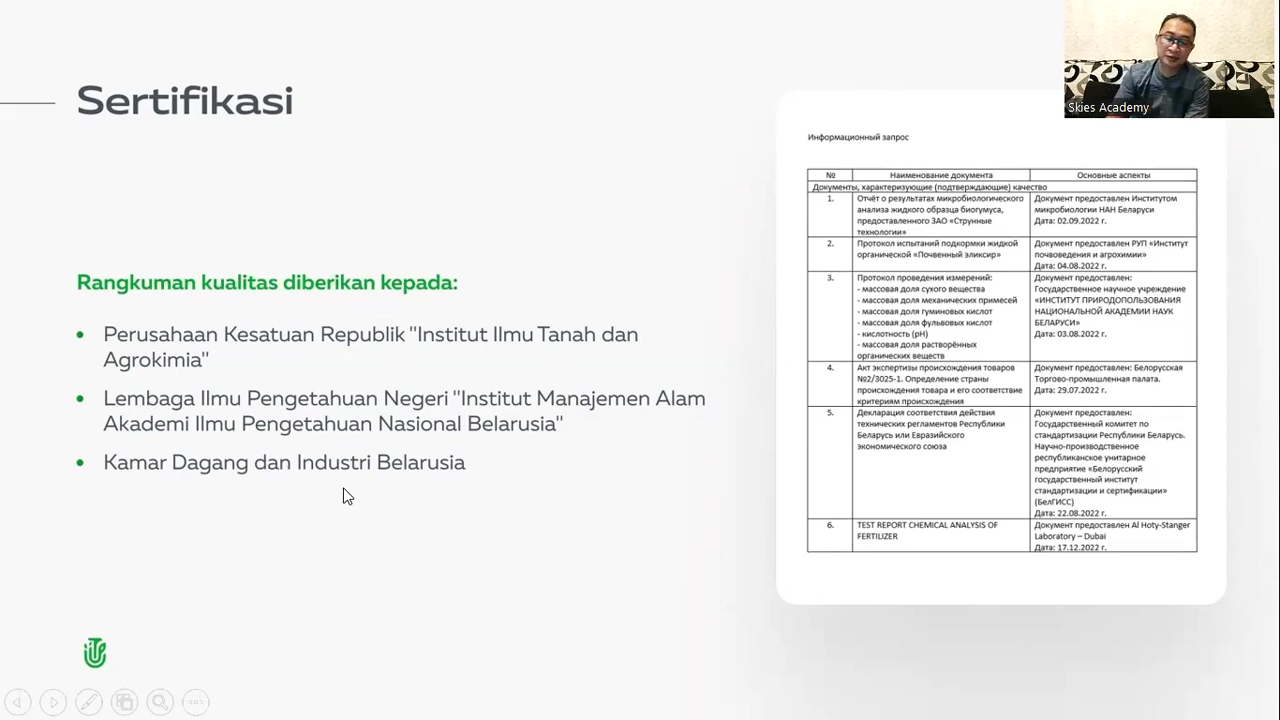 Sertifikasi
Rangkuman kualitas diberikan kepada:
Perusahaan Kesatuan Republik "Institut Ilmu Tanah dan
Agrokimia"
Lembaga Ilmu Pengetahuan Negeri "Institut Manajemen Alam
Akademi Ilmu Pengetahuan Nasional Belarusia"
Kamar Dagang dan Industri Belarusia
Skies Academy
Информационный запрос
№ Наименование документа Основные аспекты
Документы, характеризующие (подтверждающие) качество
1. Отчёт о результатах микробиологического Документ предоставлен Институтом
анализа жидкого образца биогумуса, микробиологии НАН Беларуси
предоставленного ЗАО «Струнные Дата: 02.09.2022 г.
технологии»
2. Протокол испытаний подкормки жидкой Документ предоставлен РУП «Институт
органической «Почвенный эликсир» почвоведения и агрохимии»
Дата: 04.08.2022 г.
3. Протокол проведения измерений: Документ предоставлен:
- массовая доля сухого вещества Государственное научное учреждение
- массовая доля механических примесей «ИНСТИТУТ ПРИРОДОПОЛЬЗОВАНИЯ
- массовая доля гуминовых кислот НАЦИОНАЛЬНОЙ АКАДЕМИИ НАУК
- массовая доля фульвовых кислот БЕЛАРУСИ»
- кислотность (pH) Дата: 03.08.2022 г.
- массовая доля растворённых
органических веществ
4. Акт экспертизы происхождения товаров Документ предоставлен: Белорусская
№2/3025-1. Определение страны Торгово-промышленная палата.
происхождения товара и его соответствие Дата: 29.07.2022 г.
критериям происхождения
5. Декларация соответствия действия Документ предоставлен:
технических регламентов Республики Государственный комитет по
Беларусь или Евразийского стандартизации Республики Беларусь.
экономического союза Научно-производственное
республиканское унитарное
предприятие «Белорусский
государственный институт
стандартизации и сертификации»
(БелГИСС)
Дата: 22.08.2022 г.
6. TEST REPORT CHEMICAL ANALYSIS OF Документ предоставлен Al Hoty-Stanger
FERTILIZER Laboratory – Dubai
Дата: 17.12.2022 г.